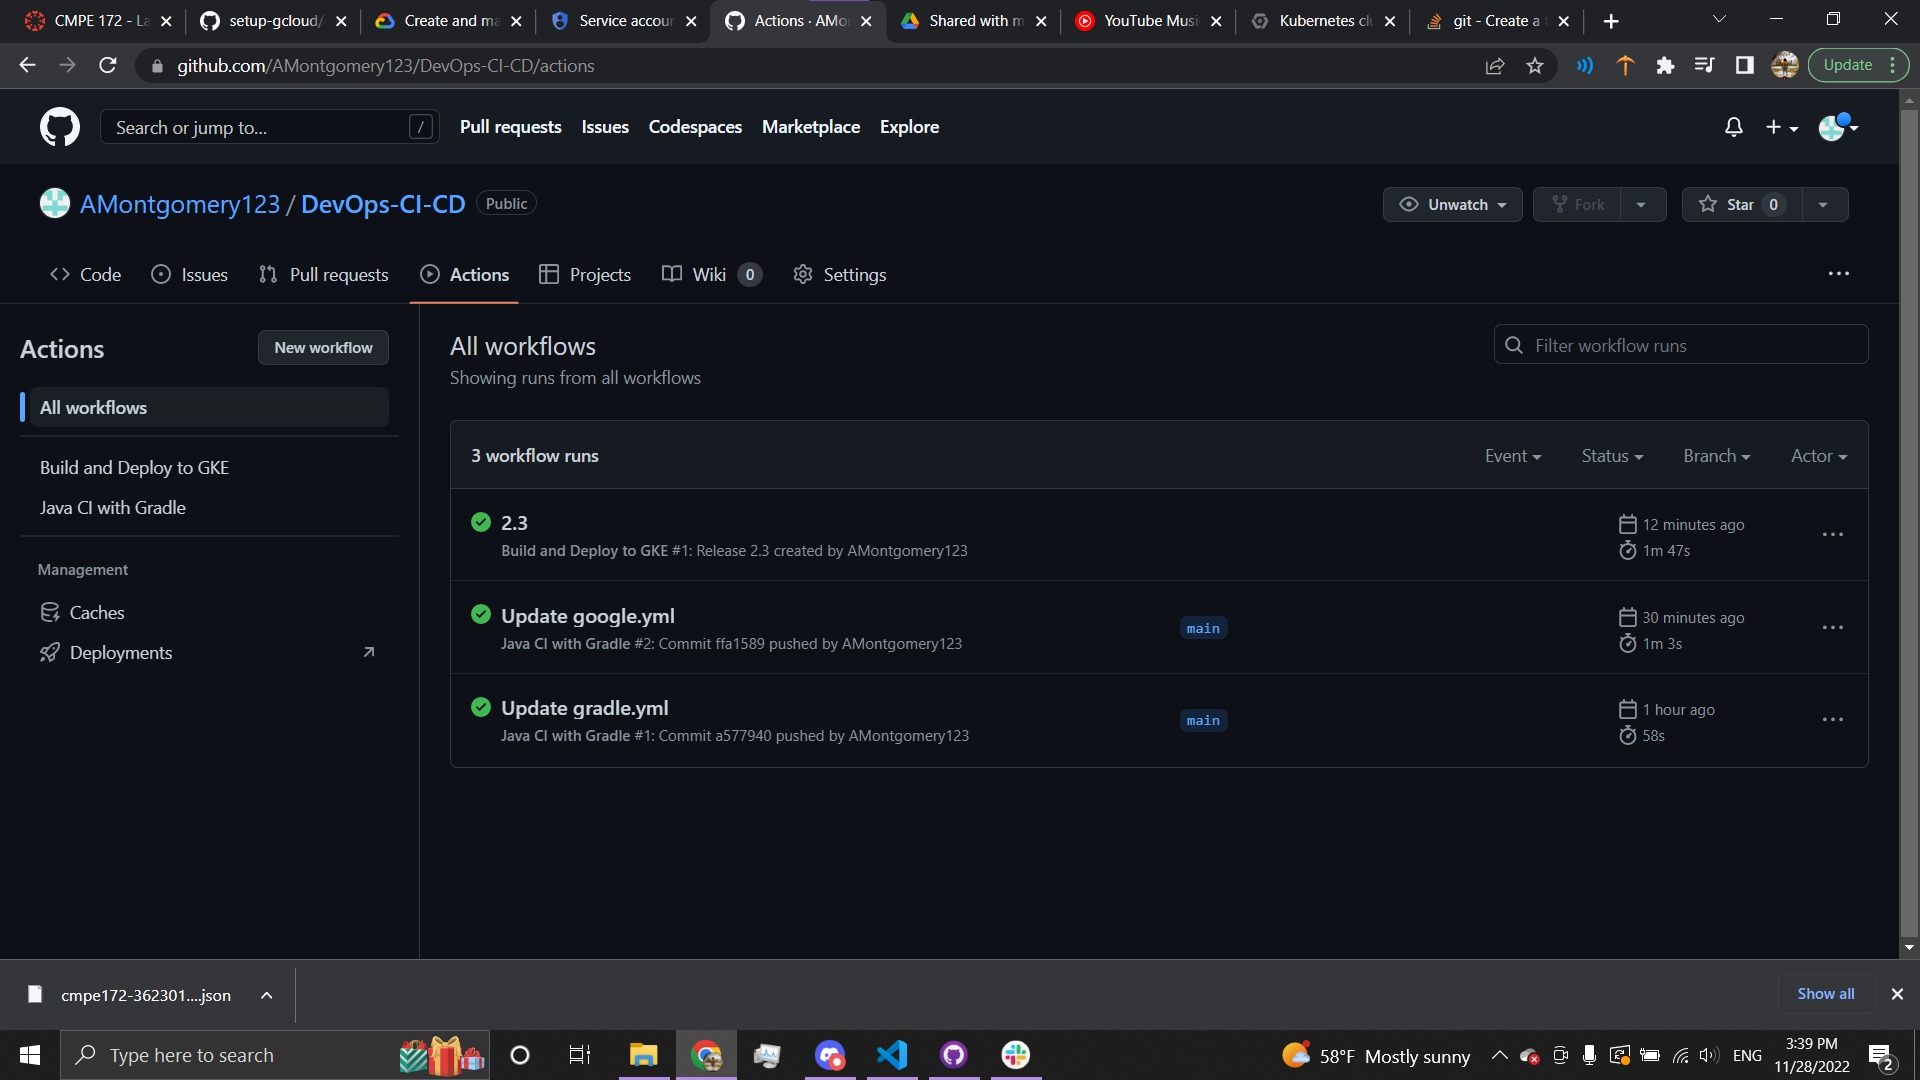 CMPE 172 - La
setup-gcloud/
Create and ma
Service accour
Actions · AMo
Shared with m
YouTube Musi
Kubernetes clu
git - Create a t
github.com/AMontgomery123/DevOps-CI-CD/actions
Update
Search or jump to...
/
Pull requests
Issues
Codespaces
Marketplace
Explore
AMontgomery123 / DevOps-CI-CD
Public
Unwatch
Fork
Star 0
Code
Issues
Pull requests
Actions
Projects
Wiki 0
Settings
Actions
New workflow
All workflows
Build and Deploy to GKE
Java CI with Gradle
Management
Caches
Deployments
All workflows
Showing runs from all workflows
Filter workflow runs
3 workflow runs
Event
Status
Branch
Actor
2.3
Build and Deploy to GKE #1: Release 2.3 created by AMontgomery123
12 minutes ago
1m 47s
Update google.yml
Java CI with Gradle #2: Commit ffa1589 pushed by AMontgomery123
main
30 minutes ago
1m 3s
Update gradle.yml
Java CI with Gradle #1: Commit a577940 pushed by AMontgomery123
main
1 hour ago
58s
cmpe172-362301....json
Show all
Type here to search
58°F Mostly sunny
ENG
3:39 PM
11/28/2022
2